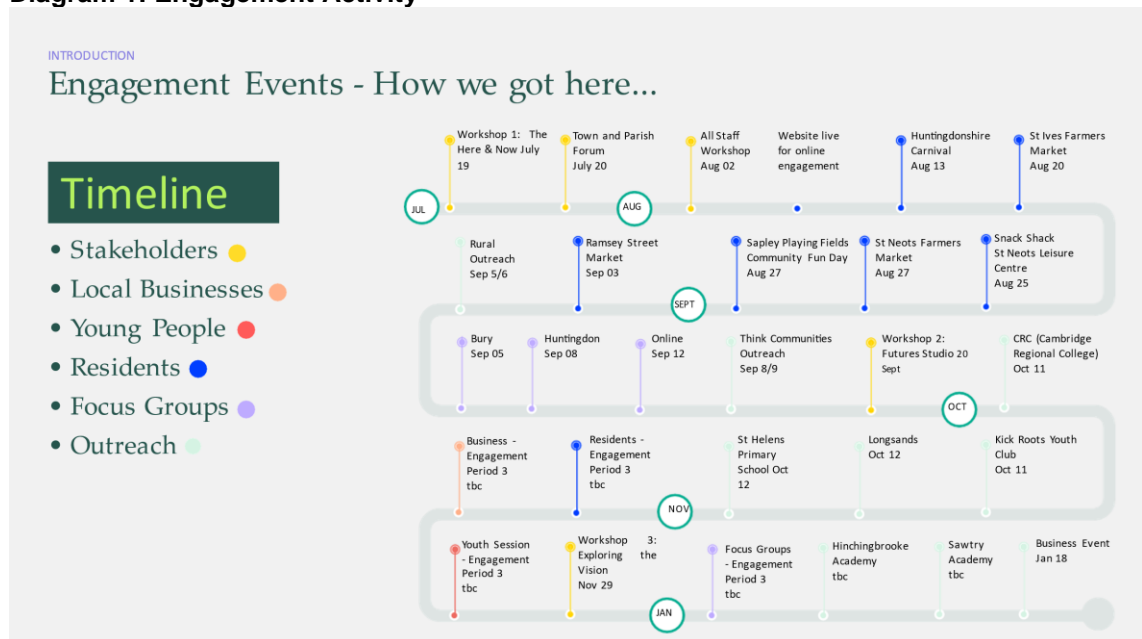 Diagram 1: Engagement Activity
INTRODUCTION
Engagement Events - How we got here...
Timeline
• Stakeholders
• Local Businesses
• Young People
• Residents
• Focus Groups
• Outreach
Workshop 1: The
Here & Now July
19
Town and Parish
Forum
July 20
All Staff
Workshop
Aug 02
Website live
for online
engagement
Huntingdonshire
Carnival
Aug 13
St Ives Farmers
Market
Aug 20
JUL
AUG
Rural
Outreach
Sep 5/6
Ramsey Street
Market
Sep 03
Sapley Playing Fields
Community Fun Day
Aug 27
St Neots Farmers
Market
Aug 27
Snack Shack
St Neots Leisure
Centre
Aug 25
SEPT
Bury
Sep 05
Huntingdon
Sep 08
Online
Sep 12
Think Communities
Outreach
Sep 8/9
Workshop 2:
Futures Studio 20
Sept
CRC (Cambridge
Regional College)
Oct 11
OCT
Business -
Engagement
Period 3
tbc
Residents -
Engagement
Period 3
tbc
St Helens
Primary
School Oct
12
Longsands
Oct 12
Kick Roots Youth
Club
Oct 11
NOV
Youth Session
- Engagement
Period 3
tbc
Workshop 3:
Exploring the
Vision
Nov 29
Focus Groups
- Engagement
Period 3
tbc
Hinchingbrooke
Academy
tbc
Sawtry
Academy
tbc
Business Event
Jan 18
JAN